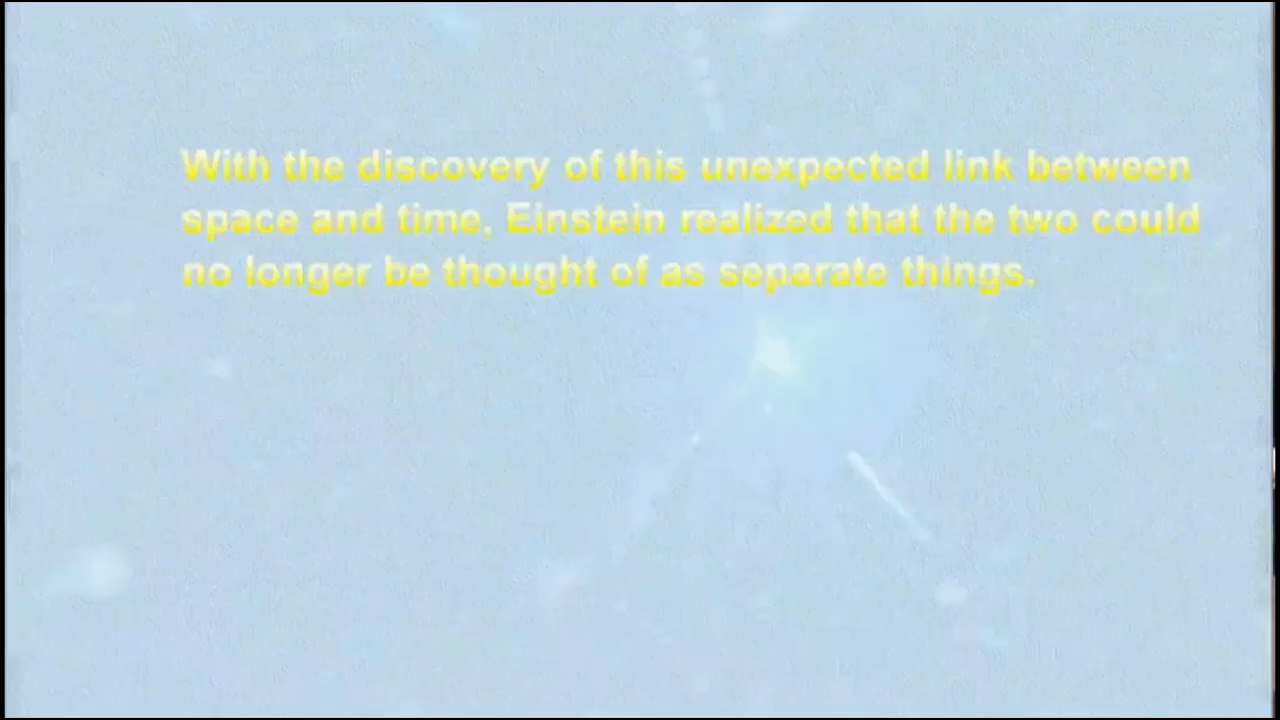 With the discovery of this unexpected link between
space and time, Einstein realized that the two could
no longer be thought of as separate things.